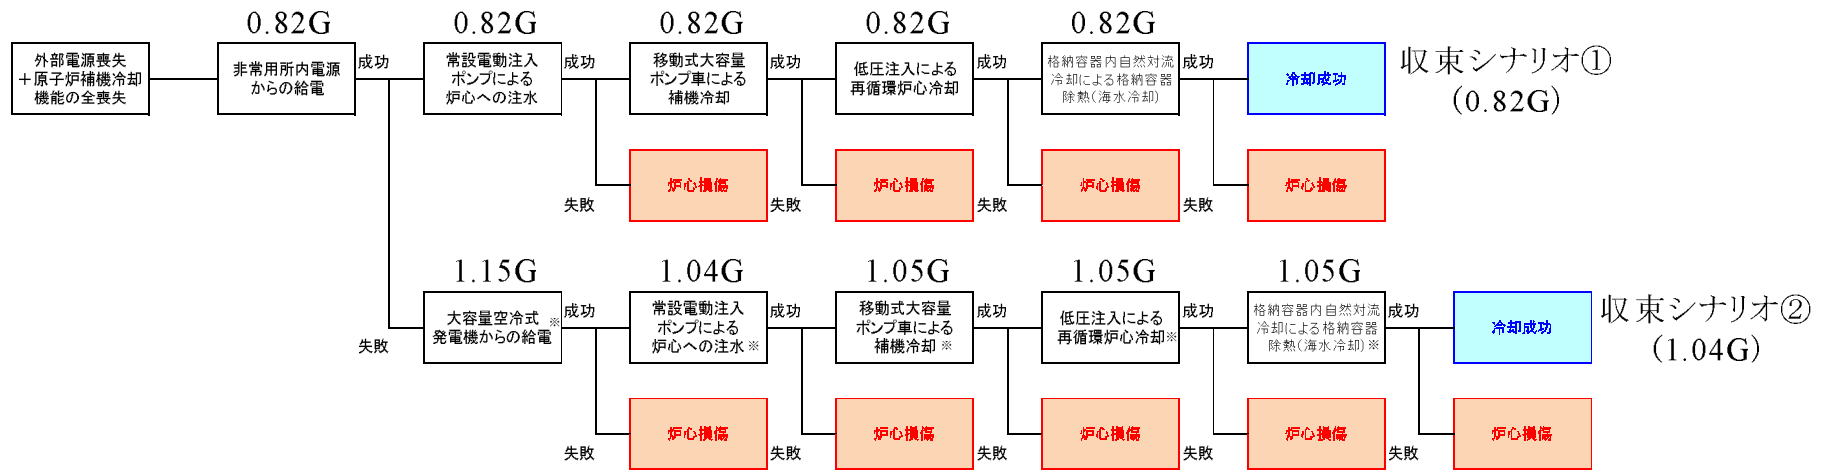 0.82G
0.82G
0.82G
0.82G
0.82G
外部電源喪失
＋原子炉補機冷却
機能の全喪失
非常用所内電源
からの給電
成功
常設電動注入
ポンプによる
炉心への注水
成功
移動式大容量
ポンプ車による
補機冷却
成功
低圧注入による
再循環炉心冷却
成功
格納容器内自然対流
冷却による格納容器
除熱(海水冷却)
成功
冷却成功
収束シナリオ①
(0.82G)
失敗
炉心損傷
失敗
炉心損傷
失敗
炉心損傷
失敗
炉心損傷
1.15G
1.04G
1.05G
1.05G
1.05G
失敗
大容量空冷式※
発電機からの給電
成功
常設電動注入
ポンプによる
炉心への注水※
成功
移動式大容量
ポンプ車による
補機冷却※
成功
低圧注入による
再循環炉心冷却※
成功
格納容器内自然対流
冷却による格納容器
除熱(海水冷却)※
成功
冷却成功
収束シナリオ②
(1.04G)
失敗
炉心損傷
失敗
炉心損傷
失敗
炉心損傷
失敗
炉心損傷
失敗
炉心損傷